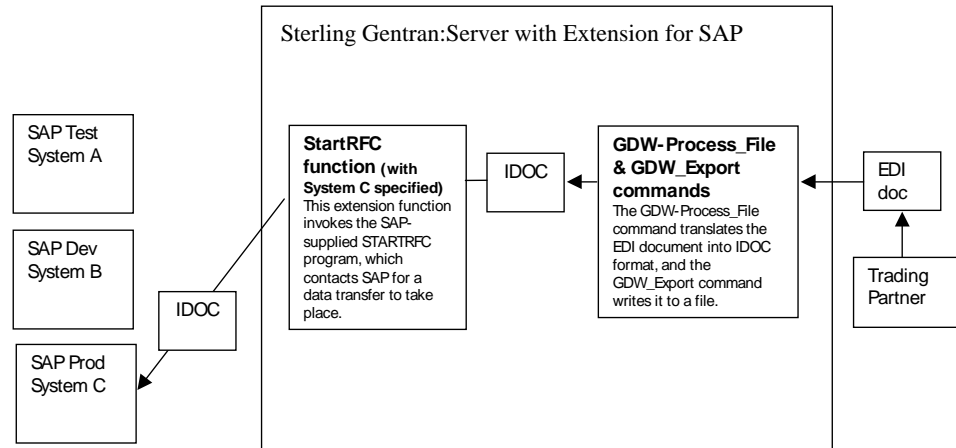 Sterling Gentran:Server with Extension for SAP
SAP Test
System A
SAP Dev
System B
SAP Prod
System C
IDOC
StartRFC
function (with
System C specified)
This extension function
invokes the SAP-
supplied STARTRFC
program, which
contacts SAP for a
data transfer to take
place.
IDOC
GDW-Process_File
& GDW_Export
commands
The GDW-Process_File
command translates the
EDI document into IDOC
format, and the
GDW_Export command
writes it to a file.
EDI
doc
Trading
Partner